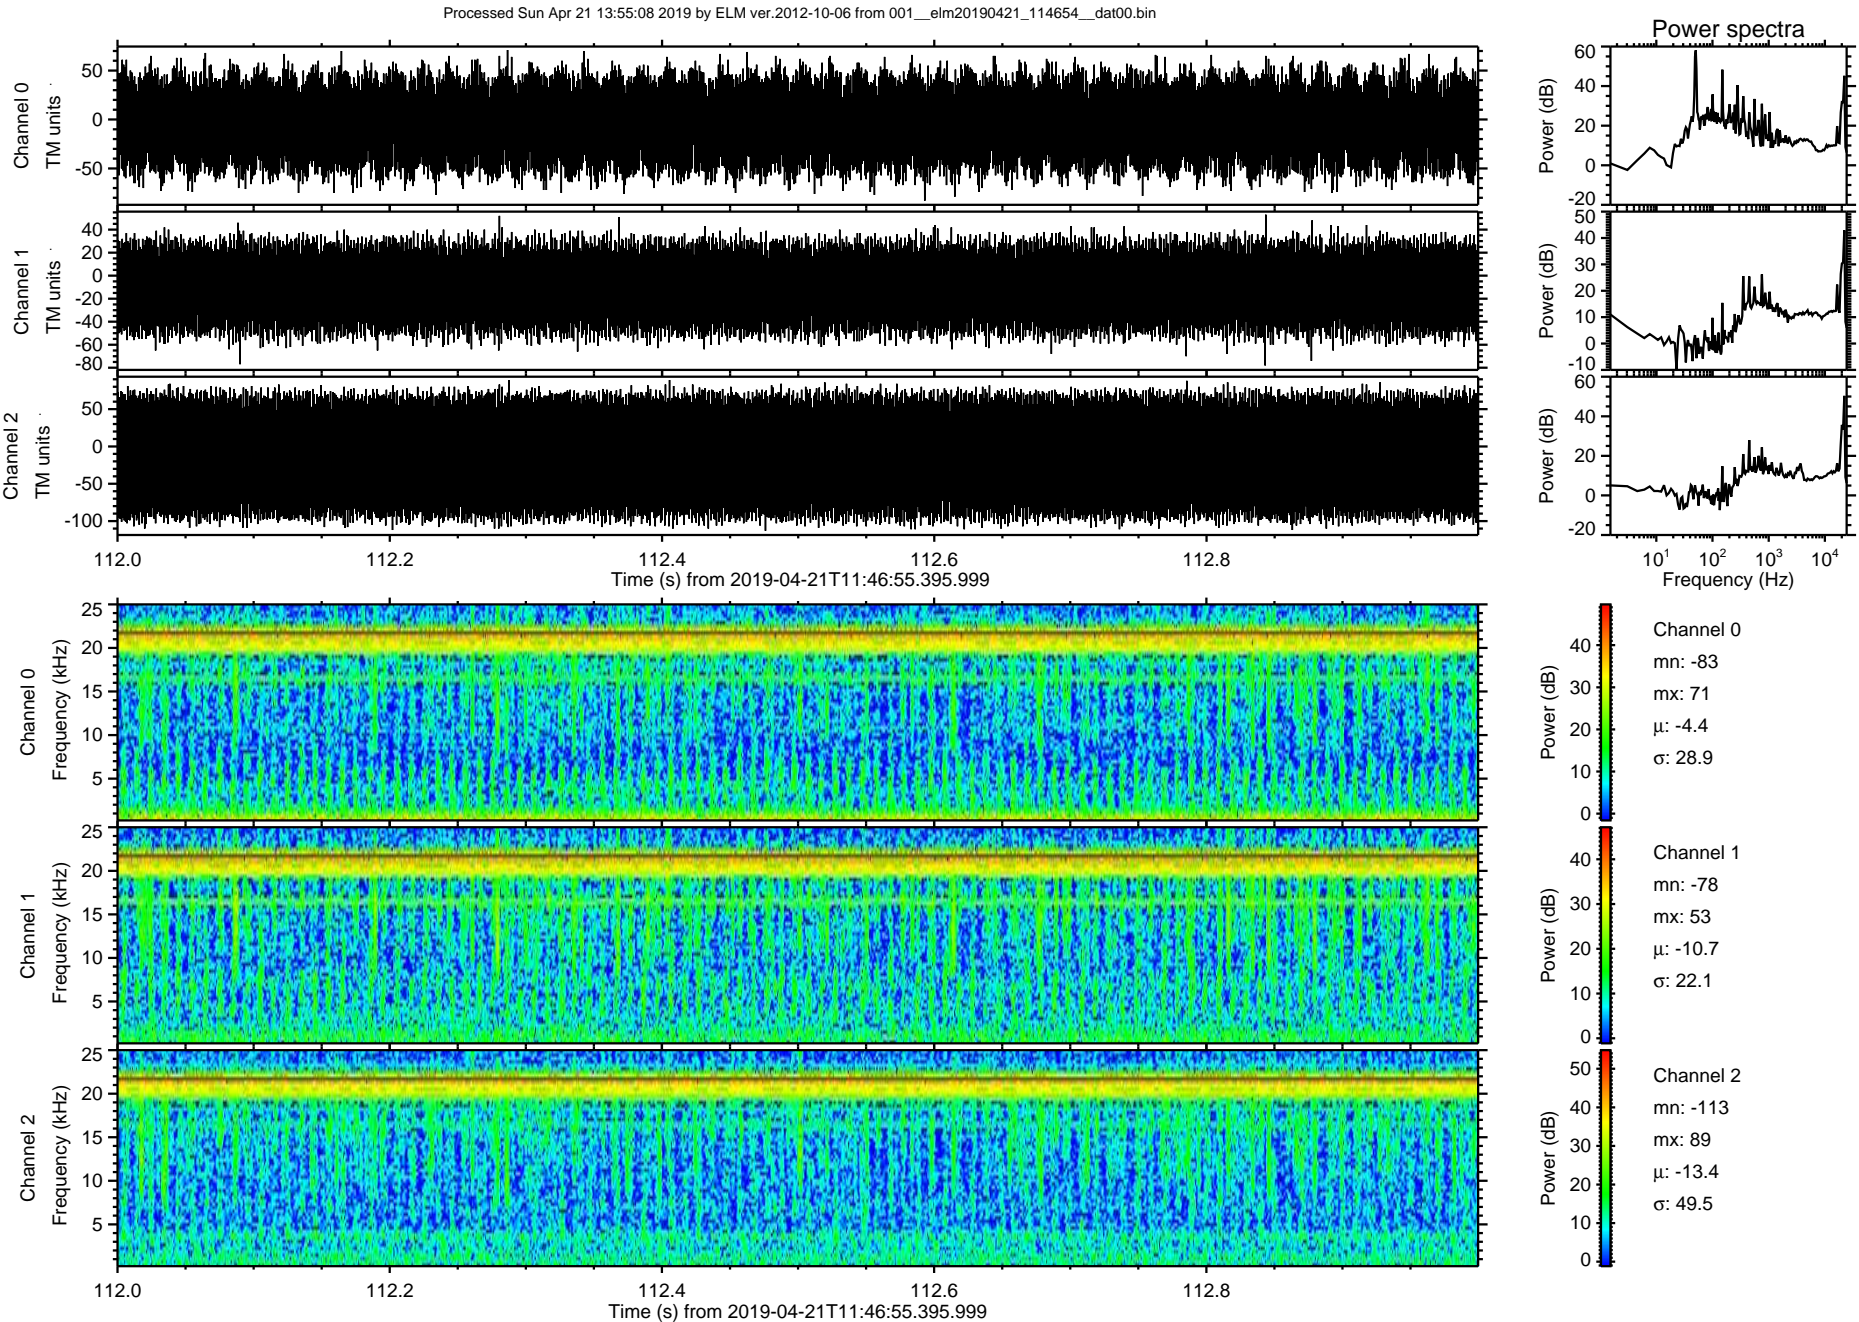 Processed Sun Apr 21 13:55:08 2019 by ELM ver.2012-10-06 from 001__elm20190421_114654__dat00.bin
Power spectra
Channel 0
TM units
50
0
-50
Power (dB)
60
40
20
0
-20
Channel 1
TM units
40
20
0
-20
-40
-60
-80
Power (dB)
50
40
30
20
10
0
-10
Channel 2
TM units
50
0
-50
-100
Power (dB)
60
40
20
0
-20
112.0 112.2 112.4 112.6 112.8
Time (s) from 2019-04-21T11:46:55.395.999
10¹ 10² 10³ 10⁴
Frequency (Hz)
Channel 0
Frequency (kHz)
25
20
15
10
5
Power (dB)
40
30
20
10
0
Channel 0
mn: -83
mx: 71
μ: -4.4
σ: 28.9
Channel 1
Frequency (kHz)
25
20
15
10
5
Power (dB)
40
30
20
10
0
Channel 1
mn: -78
mx: 53
μ: -10.7
σ: 22.1
Channel 2
Frequency (kHz)
25
20
15
10
5
Power (dB)
50
40
30
20
10
0
Channel 2
mn: -113
mx: 89
μ: -13.4
σ: 49.5
112.0 112.2 112.4 112.6 112.8
Time (s) from 2019-04-21T11:46:55.395.999